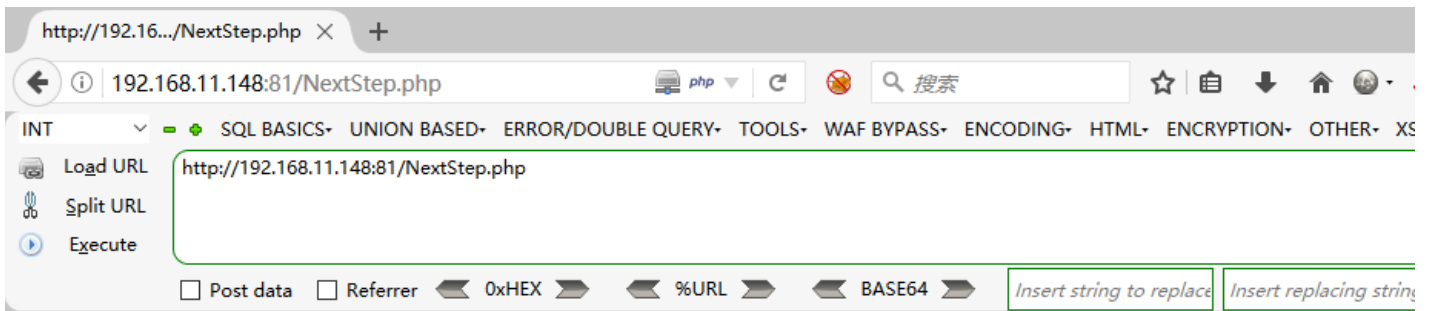 http://192.16.../NextStep.php
192.168.11.148:81/NextStep.php php 搜索
INT SQL BASICS UNION BASED ERROR/DOUBLE QUERY TOOLS WAF BYPASS ENCODING HTML ENCRYPTION OTHER XS
Load URL http://192.168.11.148:81/NextStep.php
Split URL
Execute
Post data Referrer 0xHEX %URL BASE64 Insert string to replace Insert replacing string